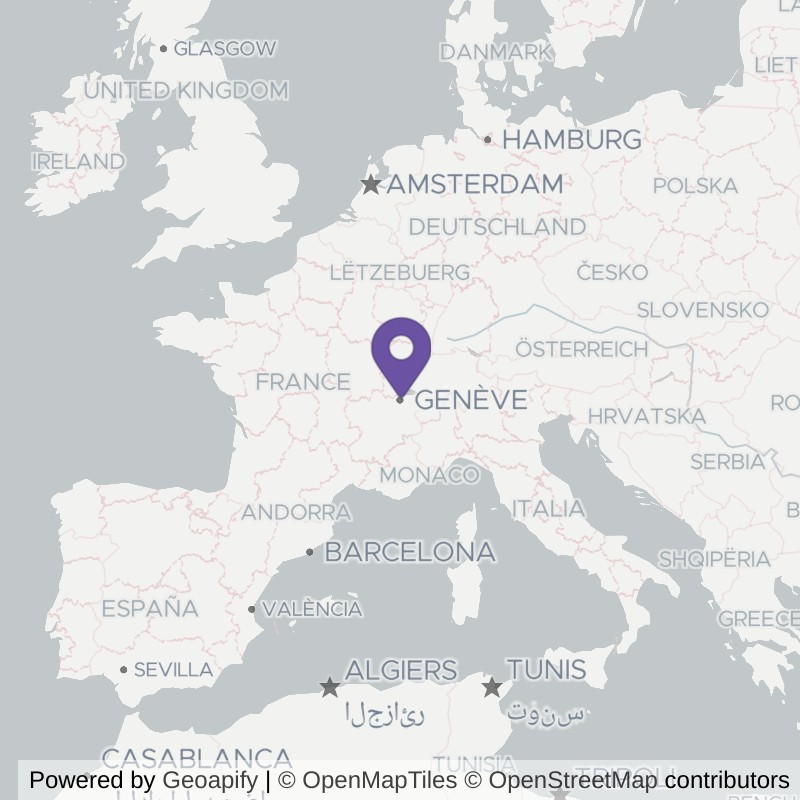 LA
GLASGOW
DANMARK
LIET
UNITED KINGDOM
HAMBURG
IRELAND
AMSTERDAM
POLSKA
DEUTSCHLAND
LËTZEBUERG
ČESKO
SLOVENSKO
ÖSTERREICH
FRANCE
GENÈVE
RO
HRVATSKA
SERBIA
MONACO
ITALIA
ANDORRA
B
BARCELONA
SHQIPËRIA
ESPAÑA
VALÈNCIA
GREECE
SEVILLA
ALGIERS
الجزائر
TUNIS
تونس
CASABLANCA
TUNISIA
TRIPOLI
Powered by Geoapify | © OpenMapTiles © OpenStreetMap contributors